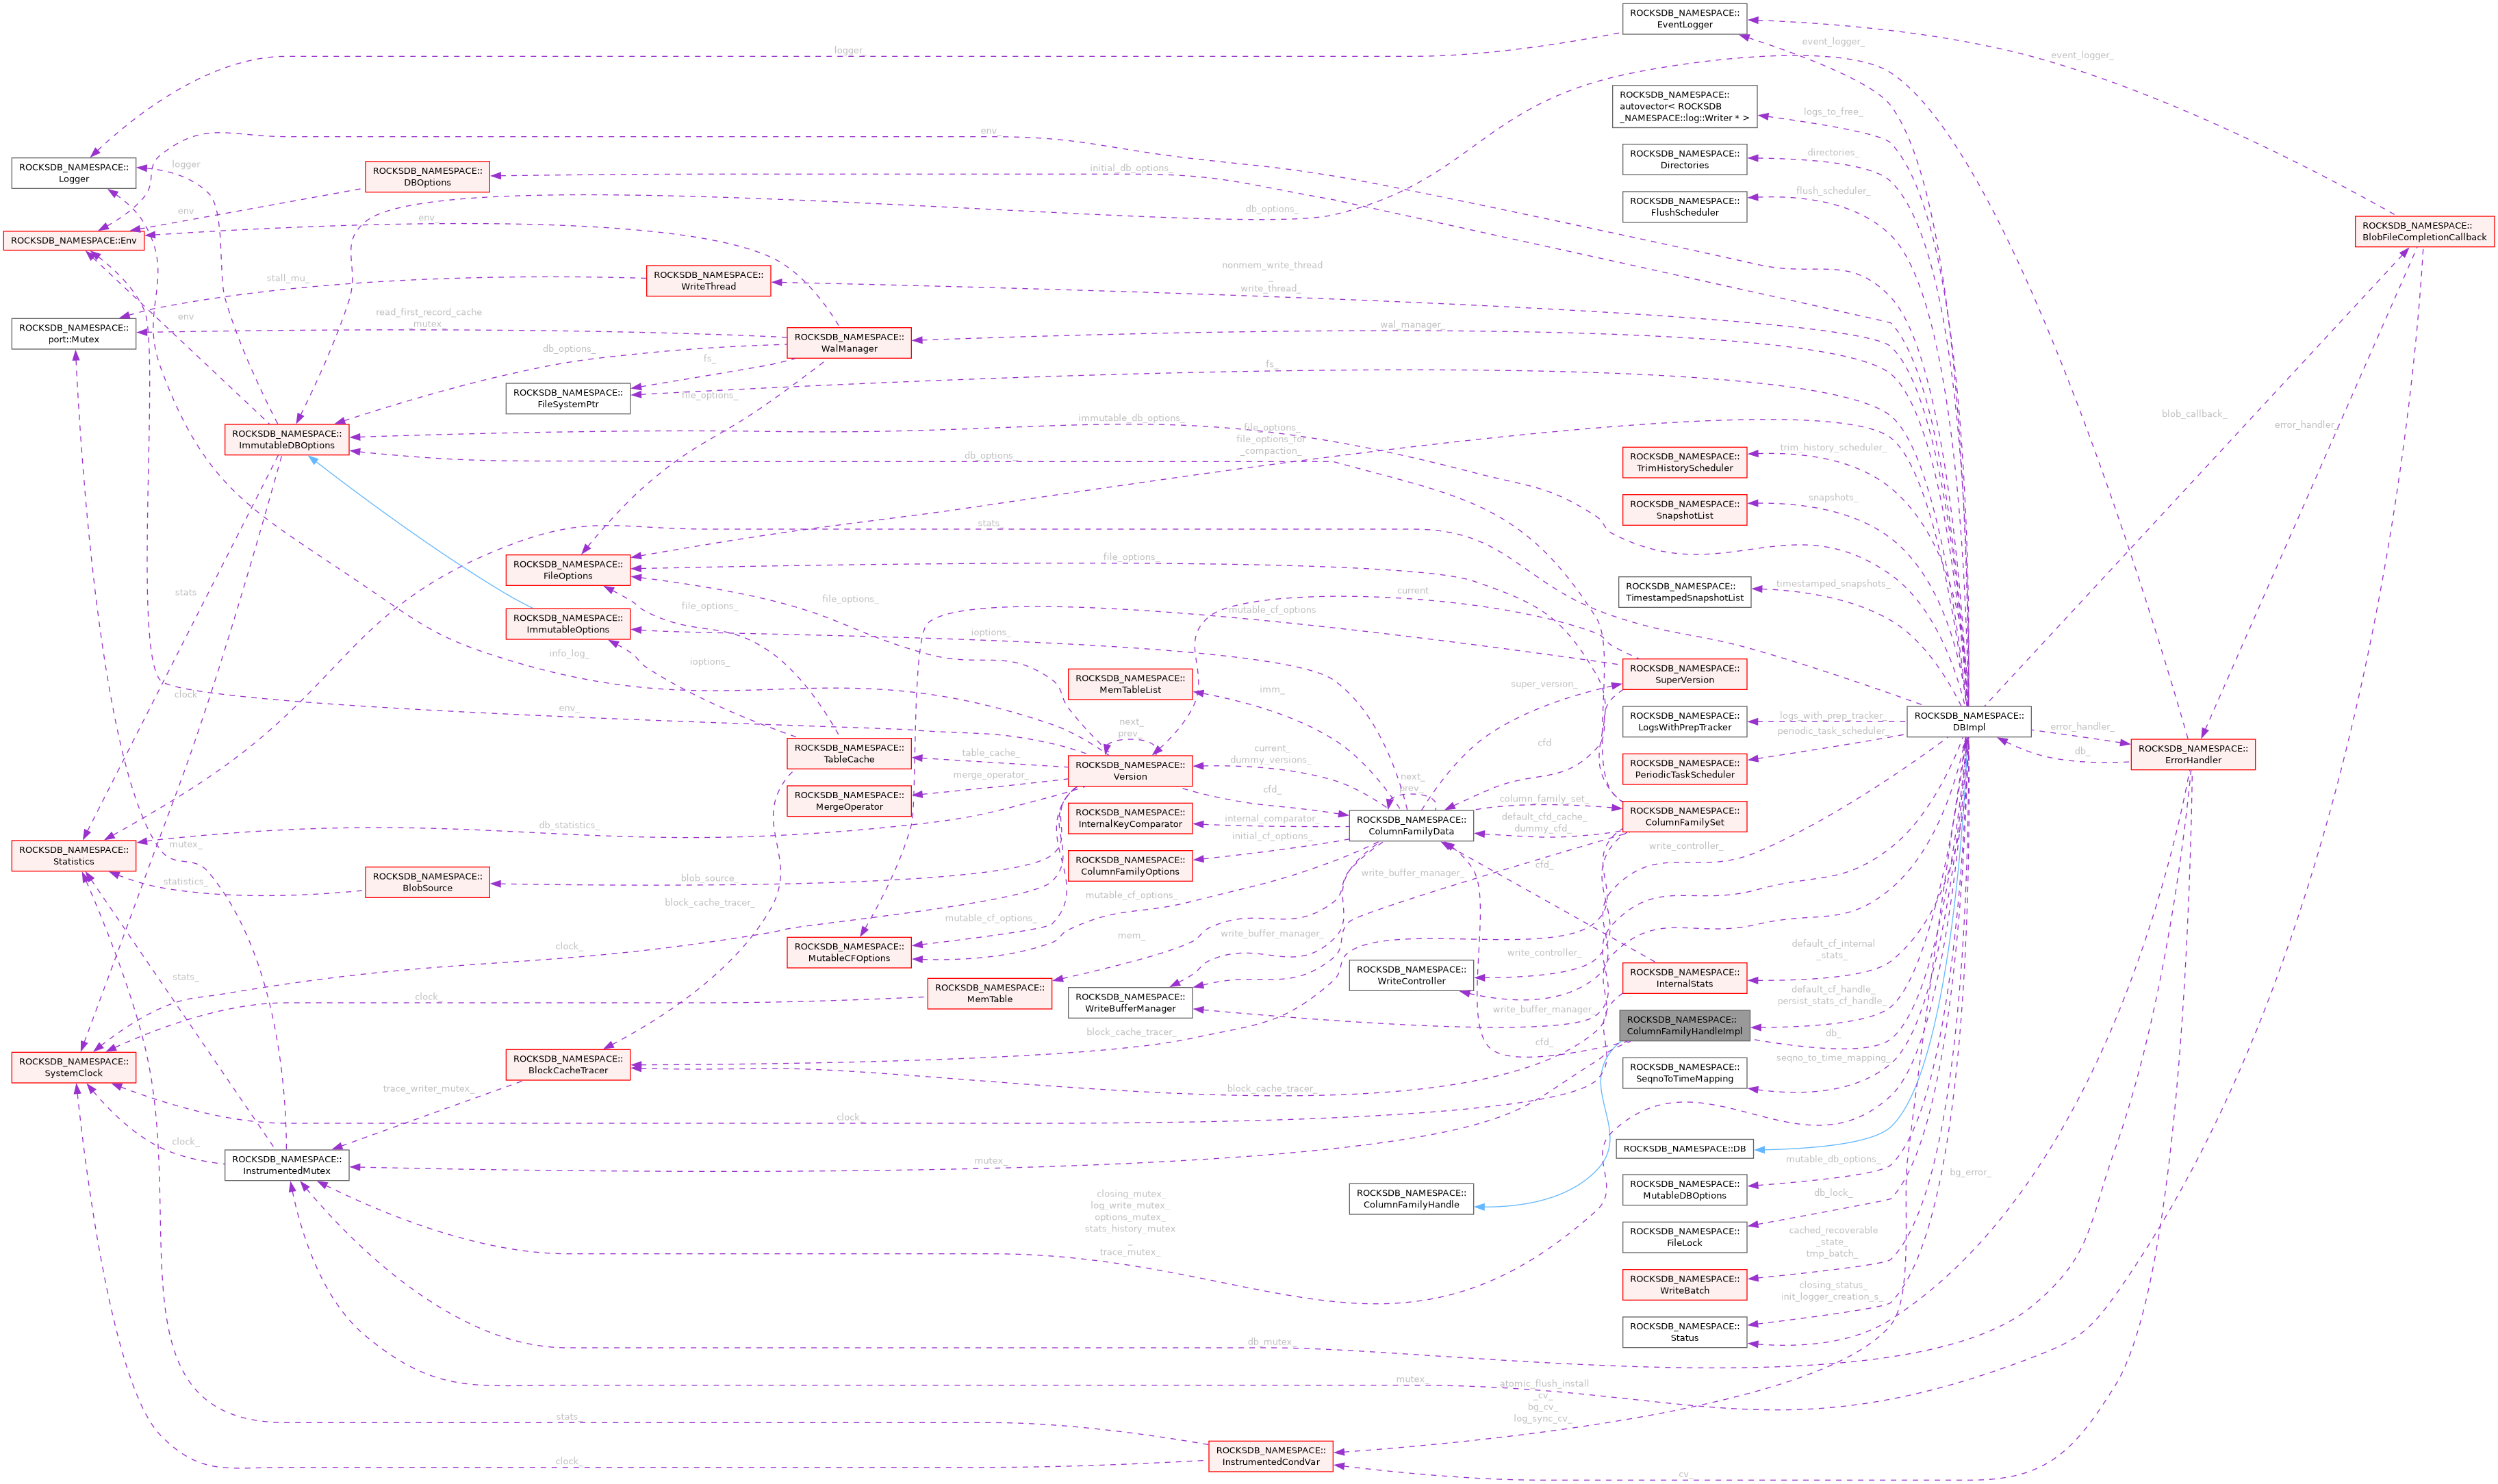 ROCKSDB_NAMESPACE::
EventLogger
event_logger_
logger_
event_logger_
ROCKSDB_NAMESPACE::
autovector< ROCKSDB
_NAMESPACE::log::Writer * >
logs_to_free_
env_
ROCKSDB_NAMESPACE::
Directories
directories_
ROCKSDB_NAMESPACE::
Logger
logger
ROCKSDB_NAMESPACE::
DBOptions
initial_db_options_
ROCKSDB_NAMESPACE::
FlushScheduler
flush_scheduler_
env
env_
db_options_
ROCKSDB_NAMESPACE::Env
ROCKSDB_NAMESPACE::
BlobFileCompletionCallback
stall_mu_
ROCKSDB_NAMESPACE::
WriteThread
nonmem_write_thread
_
write_thread_
ROCKSDB_NAMESPACE::
port::Mutex
env
read_first_record_cache
_mutex_
ROCKSDB_NAMESPACE::
WalManager
wal_manager_
db_options_
fs_
fs_
ROCKSDB_NAMESPACE::
FileSystemPtr
file_options_
immutable_db_options_
blob_callback_
error_handler_
ROCKSDB_NAMESPACE::
ImmutableDBOptions
file_options_
file_options_for
_compaction_
db_options_
trim_history_scheduler_
ROCKSDB_NAMESPACE::
TrimHistoryScheduler
ROCKSDB_NAMESPACE::
SnapshotList
snapshots_
stats_
ROCKSDB_NAMESPACE::
FileOptions
file_options_
ROCKSDB_NAMESPACE::
TimestampedSnapshotList
timestamped_snapshots_
stats
ROCKSDB_NAMESPACE::
ImmutableOptions
file_options_
file_options_
current
mutable_cf_options
ioptions_
info_log_
ioptions_
ROCKSDB_NAMESPACE::
MemTableList
imm_
super_version_
ROCKSDB_NAMESPACE::
SuperVersion
clock
env_
next_
prev_
ROCKSDB_NAMESPACE::
LogsWithPrepTracker
logs_with_prep_tracker_
ROCKSDB_NAMESPACE::
DBImpl
error_handler_
ROCKSDB_NAMESPACE::
TableCache
table_cache_
ROCKSDB_NAMESPACE::
Version
current_
dummy_versions_
cfd
ROCKSDB_NAMESPACE::
PeriodicTaskScheduler
periodic_task_scheduler_
db_
ROCKSDB_NAMESPACE::
ErrorHandler
ROCKSDB_NAMESPACE::
MergeOperator
merge_operator_
cfd_
next_
prev_
ROCKSDB_NAMESPACE::
InternalKeyComparator
internal_comparator_
ROCKSDB_NAMESPACE::
ColumnFamilyData
column_family_set_
default_cfd_cache_
dummy_cfd_
ROCKSDB_NAMESPACE::
ColumnFamilySet
db_statistics_
mutex_
ROCKSDB_NAMESPACE::
Statistics
statistics_
ROCKSDB_NAMESPACE::
BlobSource
blob_source_
ROCKSDB_NAMESPACE::
ColumnFamilyOptions
initial_cf_options_
write_controller_
cfd_
write_buffer_manager_
block_cache_tracer_
mutable_cf_options_
mutable_cf_options_
clock_
ROCKSDB_NAMESPACE::
MutableCFOptions
mem_
write_buffer_manager_
write_controller_
default_cf_internal
_stats_
ROCKSDB_NAMESPACE::
WriteController
ROCKSDB_NAMESPACE::
InternalStats
stats_
clock_
ROCKSDB_NAMESPACE::
MemTable
ROCKSDB_NAMESPACE::
WriteBufferManager
write_buffer_manager_
default_cf_handle_
persist_stats_cf_handle_
ROCKSDB_NAMESPACE::
ColumnFamilyHandleImpl
db_
ROCKSDB_NAMESPACE::
SystemClock
ROCKSDB_NAMESPACE::
BlockCacheTracer
block_cache_tracer_
cfd_
ROCKSDB_NAMESPACE::
SeqnoToTimeMapping
seqno_to_time_mapping_
trace_writer_mutex_
block_cache_tracer_
clock_
clock_
ROCKSDB_NAMESPACE::
InstrumentedMutex
mutex_
ROCKSDB_NAMESPACE::DB
mutable_db_options_
bg_error_
ROCKSDB_NAMESPACE::
ColumnFamilyHandle
ROCKSDB_NAMESPACE::
MutableDBOptions
closing_mutex_
log_write_mutex_
options_mutex_
stats_history_mutex
_
trace_mutex_
db_lock_
ROCKSDB_NAMESPACE::
FileLock
cached_recoverable
_state_
tmp_batch_
ROCKSDB_NAMESPACE::
WriteBatch
closing_status_
init_logger_creation_s_
ROCKSDB_NAMESPACE::
Status
db_mutex_
mutex_
atomic_flush_install
_cv_
bg_cv_
log_sync_cv_
stats_
ROCKSDB_NAMESPACE::
InstrumentedCondVar
clock_
cv_